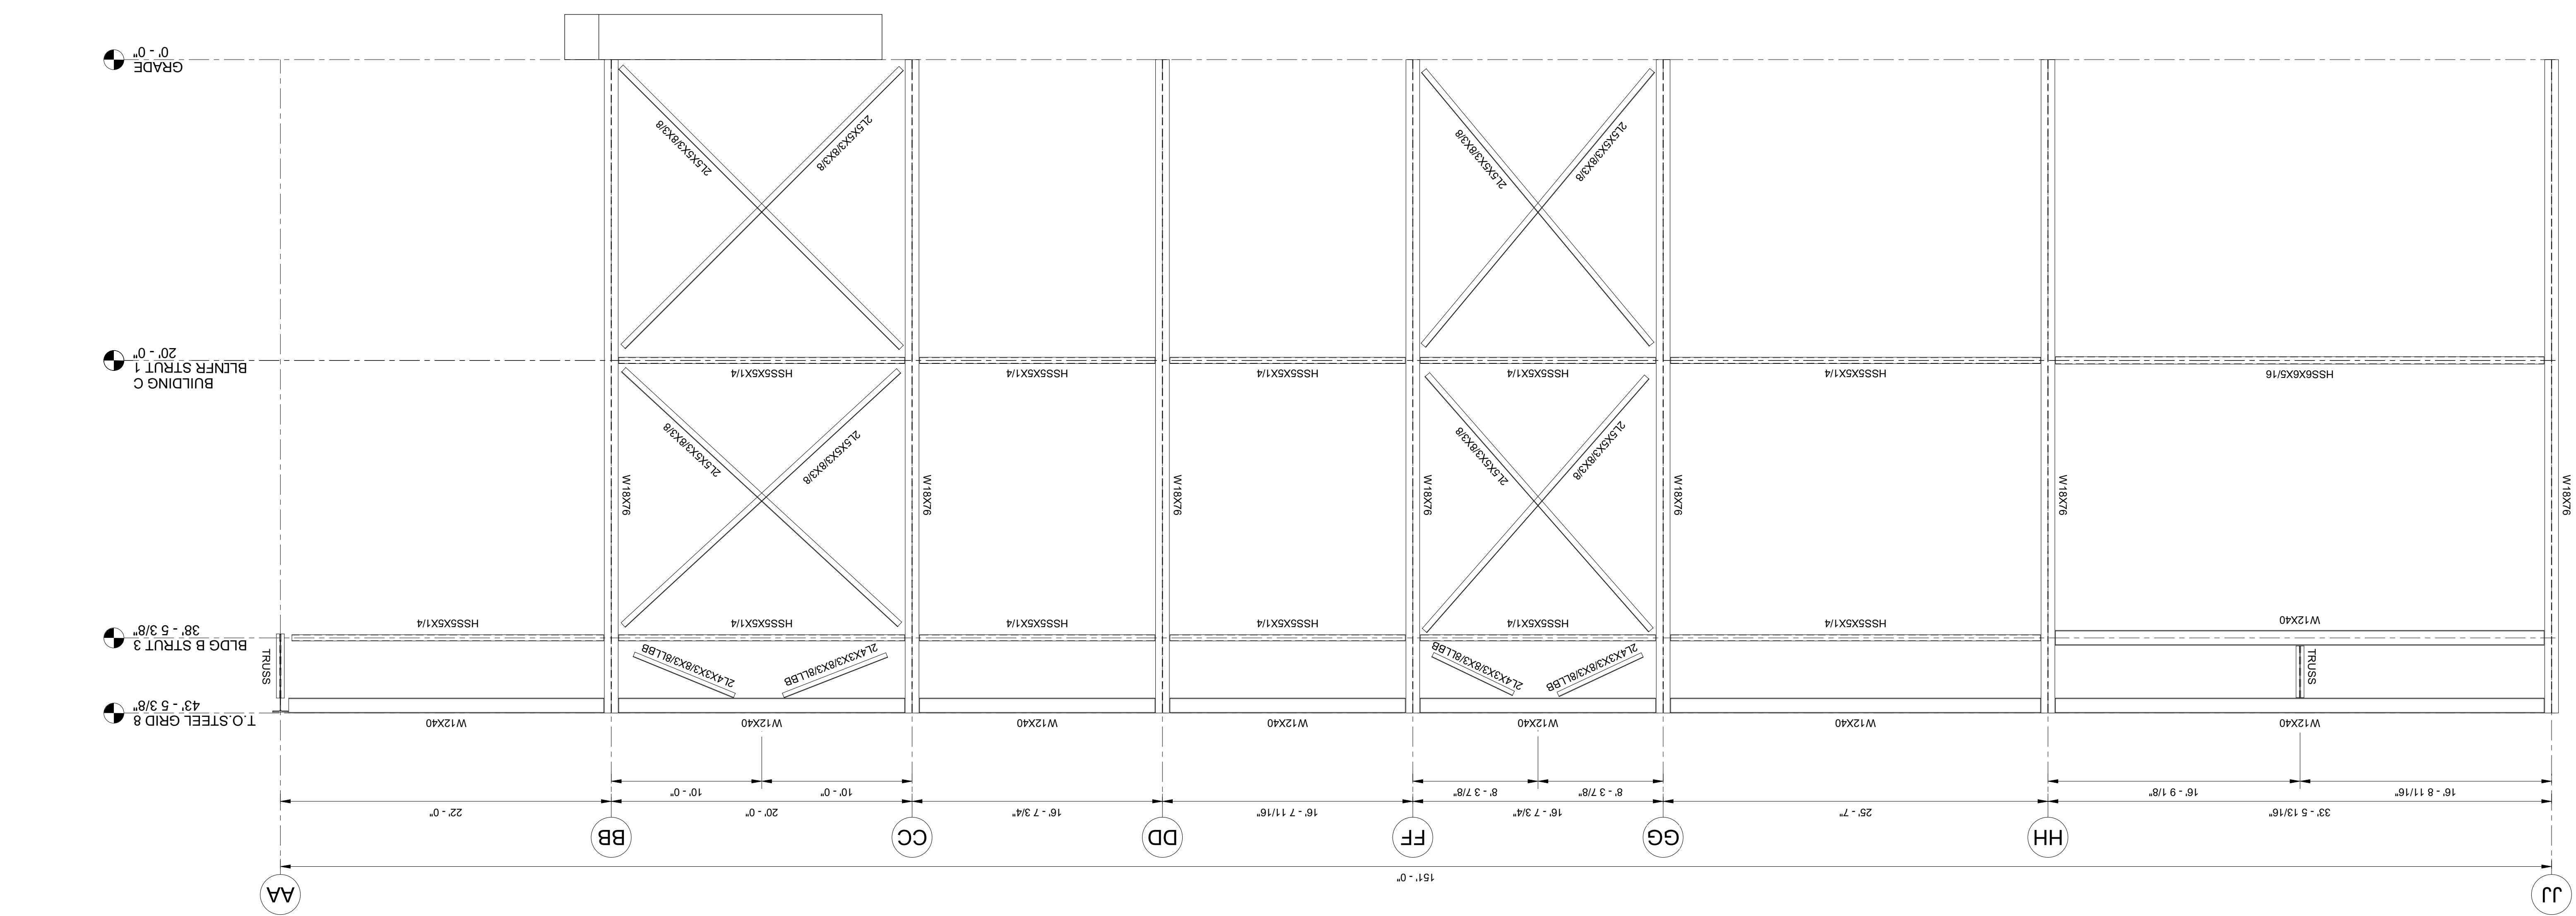 JJ
AA
151' - 0"
HH
GG
FF
DD
CC
BB
33' - 5 13/16"
25' - 7"
16' - 7 3/4"
16' - 7 11/16"
16' - 7 3/4"
20' - 0"
22' - 0"
16' - 8 11/16"
16' - 9 1/8"
8' - 3 7/8"
8' - 3 7/8"
10' - 0"
10' - 0"
W12X40
W12X40
W12X40
W12X40
W12X40
W12X40
W12X40
T.O.STEEL GRID 8
43' - 5 3/8"
TRUSS
2L4X3X3/8X3/8LLBB
2L4X3X3/8X3/8LLBB
2L4X3X3/8X3/8LLBB
2L4X3X3/8X3/8LLBB
TRUSS
BLDG B STRUT 3
38' - 5 3/8"
W12X40
HSS5X5X1/4
HSS5X5X1/4
HSS5X5X1/4
HSS5X5X1/4
HSS5X5X1/4
HSS5X5X1/4
2L5X5X3/8X3/8
2L5X5X3/8X3/8
2L5X5X3/8X3/8
2L5X5X3/8X3/8
W18X76
W18X76
W18X76
W18X76
W18X76
W18X76
W18X76
HSS6X6X5/16
HSS5X5X1/4
HSS5X5X1/4
HSS5X5X1/4
HSS5X5X1/4
HSS5X5X1/4
BUILDING C
STRUT 1
20' - 0"
2L5X5X3/8X3/8
2L5X5X3/8X3/8
2L5X5X3/8X3/8
2L5X5X3/8X3/8
GRADE
0' - 0"